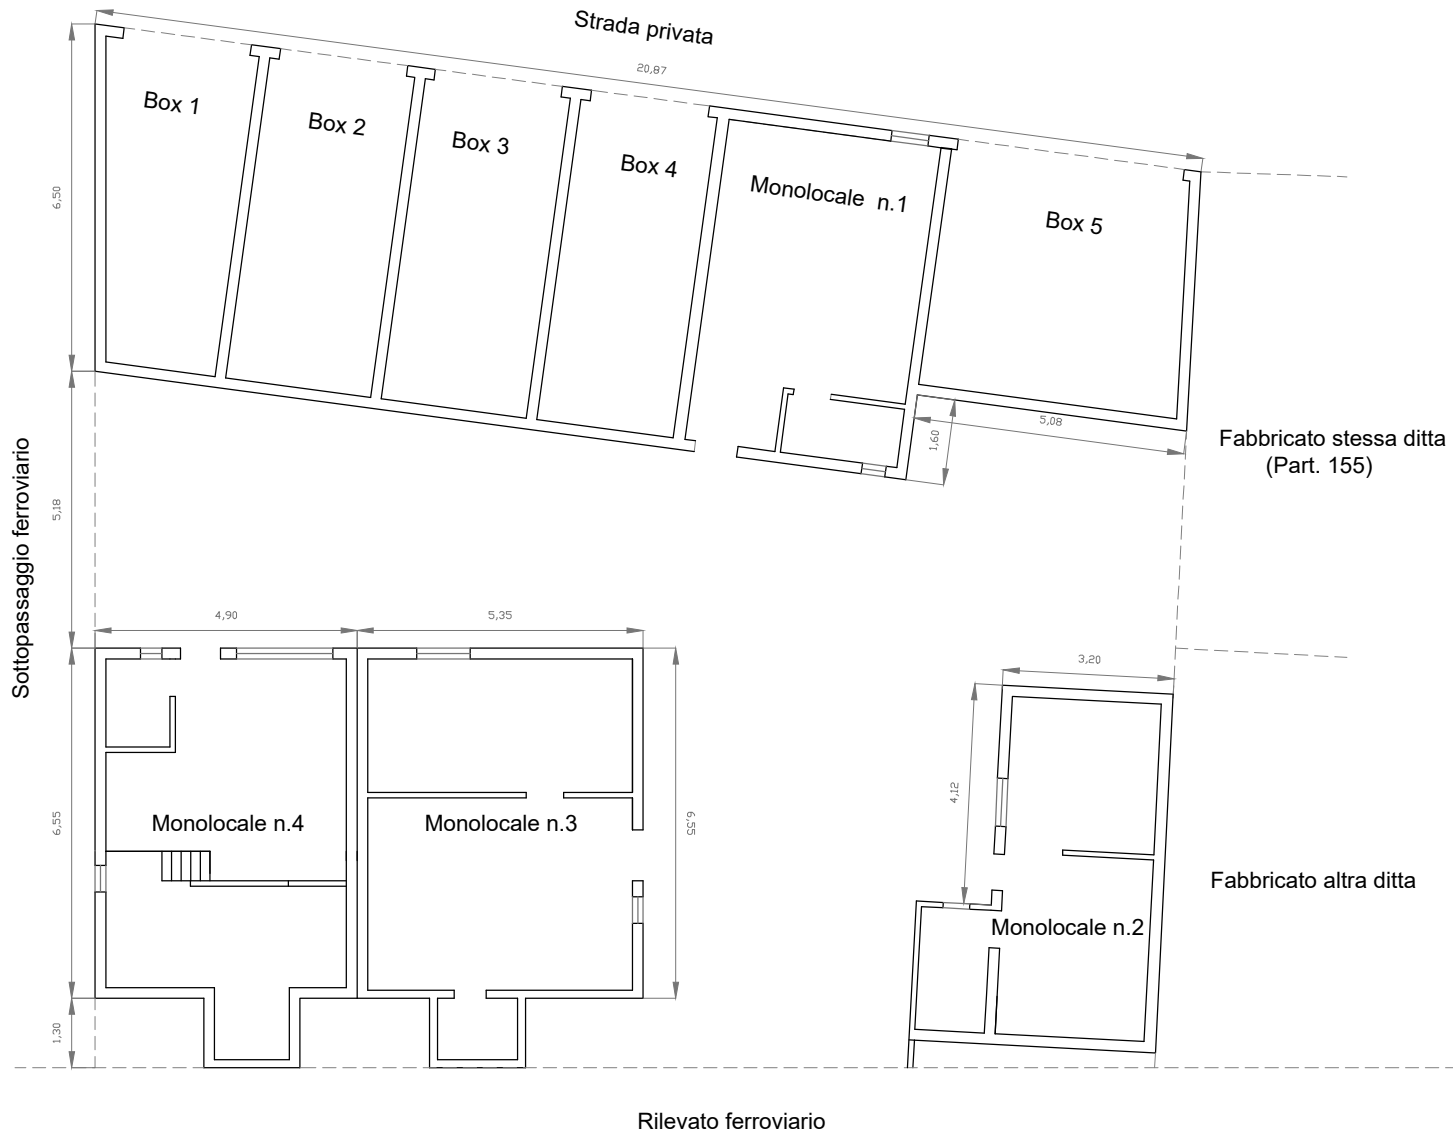 Strada privata
20,87
Box 1
Box 2
Box 3
Box 4
Monolocale n.1
Box 5
6,50
5,08
1,60
Fabbricato stessa ditta
(Part. 155)
Sottopassaggio ferroviario
5,18
4,90
5,35
3,20
4,12
6,55
Monolocale n.4
Monolocale n.3
6,55
Fabbricato altra ditta
Monolocale n.2
1,30
Rilevato ferroviario